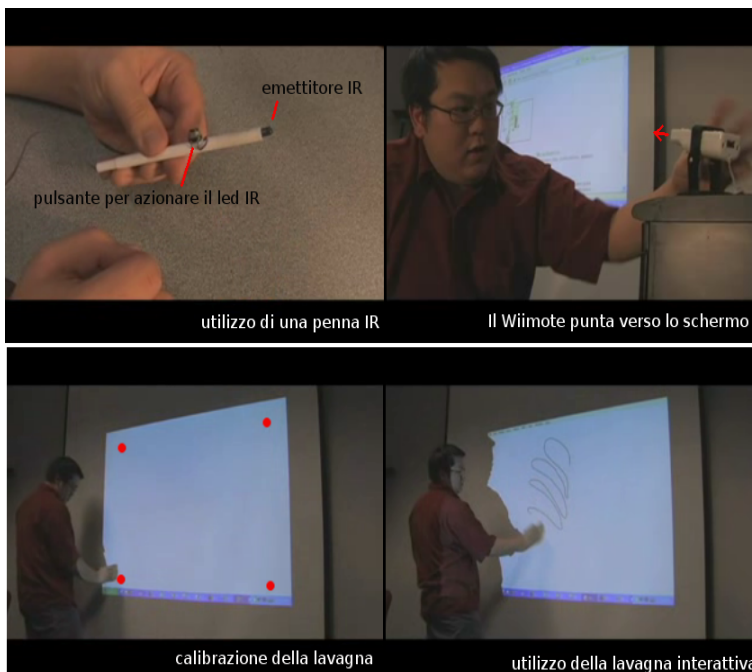 emettitore IR
pulsante per azionare il led IR
utilizzo di una penna IR
Il Wiimote punta verso lo schermo
calibrazione della lavagna
utilizzo della lavagna interattiva